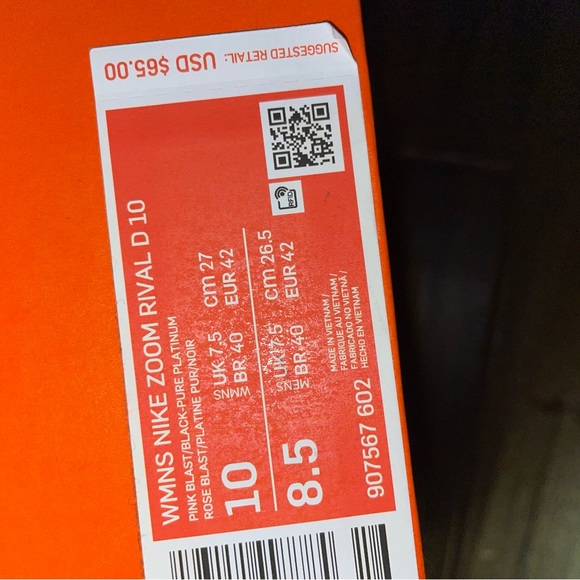 SUGGESTED RETAIL: USD $65.00
WMNS NIKE ZOOM RIVAL D 10
PINK BLAST/BLACK-PURE PLATINUM
ROSE BLAST/PLATINE PUR/NOIR
10
WMNS
UK 7.5 cm 27
BR 40 EUR 42
RFID
8.5
MENS
UK 7.5 cm 26.5
BR 40 EUR 42
MADE IN VIETNAM /
FABRIQUE AU VIETNAM /
FABRICADO NO VIETNÃ /
HECHO EN VIETNAM
907567 602